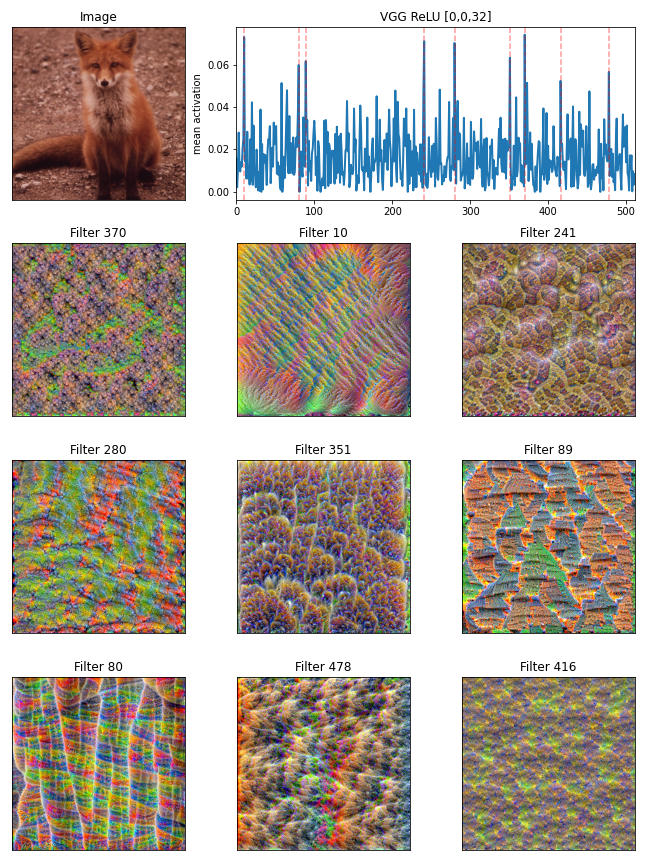 Image
VGG ReLU [0,0,32]
mean activation
0.06
0.04
0.02
0.00
0 100 200 300 400 500
Filter 370 Filter 10 Filter 241
Filter 280 Filter 351 Filter 89
Filter 80 Filter 478 Filter 416